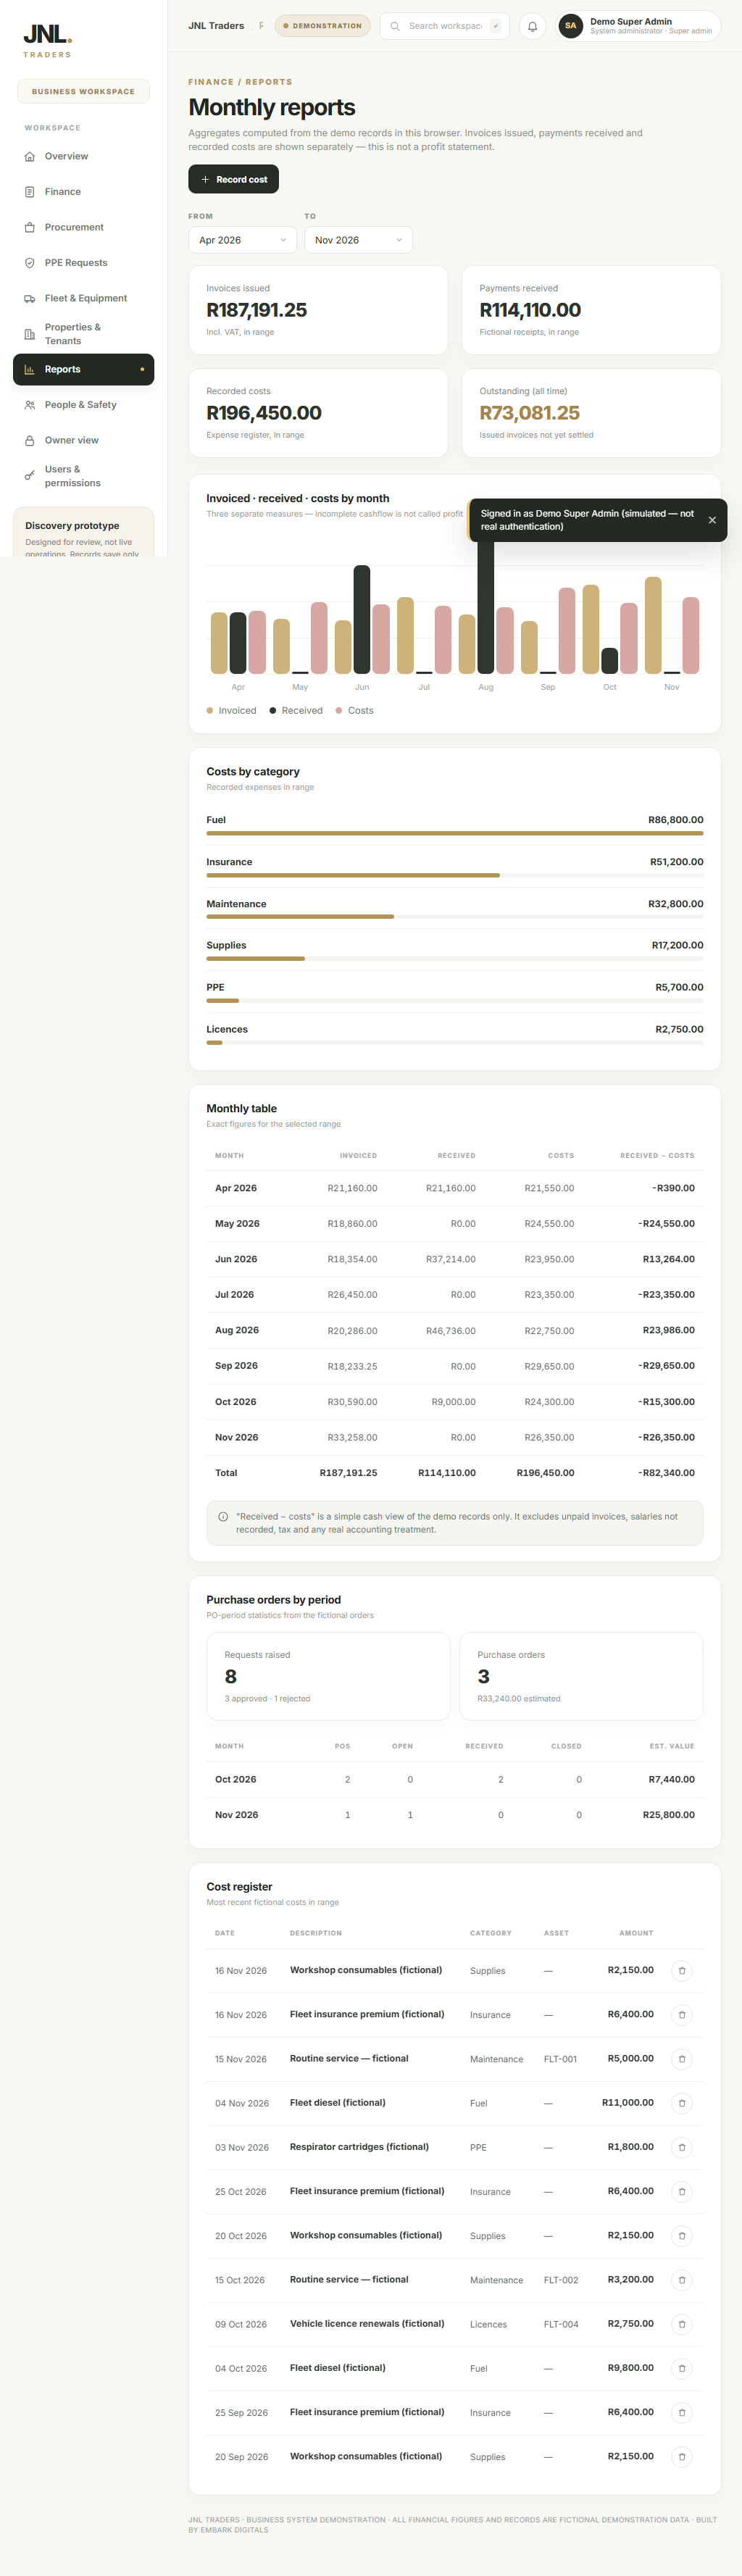 JNL.
TRADERS
BUSINESS WORKSPACE
WORKSPACE
Overview
Finance
Procurement
PPE Requests
Fleet & Equipment
Properties &
Tenants
Reports
People & Safety
Owner view
Users &
permissions
Discovery prototype
Designed for review, not live
operations. Records save only
JNL Traders
DEMONSTRATION
Search workspac
SA
Demo Super Admin
System administrator · Super admin
FINANCE / REPORTS
Monthly reports
Aggregates computed from the demo records in this browser. Invoices issued, payments received and
recorded costs are shown separately — this is not a profit statement.
+ Record cost
FROM TO
Apr 2026 Nov 2026
Invoices issued
R187,191.25
Incl. VAT, in range
Payments received
R114,110.00
Fictional receipts, in range
Recorded costs
R196,450.00
Expense register, in range
Outstanding (all time)
R73,081.25
Issued invoices not yet settled
Invoiced · received · costs by month
Three separate measures — incomplete cashflow is not called profit
Signed in as Demo Super Admin (simulated — not
real authentication)
Apr May Jun Jul Aug Sep Oct Nov
Invoiced Received Costs
Costs by category
Recorded expenses in range
Fuel R86,800.00
Insurance R51,200.00
Maintenance R32,800.00
Supplies R17,200.00
PPE R5,700.00
Licences R2,750.00
Monthly table
Exact figures for the selected range
MONTH INVOICED RECEIVED COSTS RECEIVED − COSTS
Apr 2026 R21,160.00 R21,160.00 R21,550.00 -R390.00
May 2026 R18,860.00 R0.00 R24,550.00 -R24,550.00
Jun 2026 R18,354.00 R37,214.00 R23,950.00 R13,264.00
Jul 2026 R26,450.00 R0.00 R23,350.00 -R23,350.00
Aug 2026 R20,286.00 R46,736.00 R22,750.00 R23,986.00
Sep 2026 R18,233.25 R0.00 R29,650.00 -R29,650.00
Oct 2026 R30,590.00 R9,000.00 R24,300.00 -R15,300.00
Nov 2026 R33,258.00 R0.00 R26,350.00 -R26,350.00
Total R187,191.25 R114,110.00 R196,450.00 -R82,340.00
"Received − costs" is a simple cash view of the demo records only. It excludes unpaid invoices, salaries not
recorded, tax and any real accounting treatment.
Purchase orders by period
PO-period statistics from the fictional orders
Requests raised
8
3 approved · 1 rejected
Purchase orders
3
R33,240.00 estimated
MONTH POS OPEN RECEIVED CLOSED EST. VALUE
Oct 2026 2 0 2 0 R7,440.00
Nov 2026 1 1 0 0 R25,800.00
Cost register
Most recent fictional costs in range
DATE DESCRIPTION CATEGORY ASSET AMOUNT
16 Nov 2026 Workshop consumables (fictional) Supplies — R2,150.00
16 Nov 2026 Fleet insurance premium (fictional) Insurance — R6,400.00
15 Nov 2026 Routine service — fictional Maintenance FLT-001 R5,000.00
04 Nov 2026 Fleet diesel (fictional) Fuel — R11,000.00
03 Nov 2026 Respirator cartridges (fictional) PPE — R1,800.00
25 Oct 2026 Fleet insurance premium (fictional) Insurance — R6,400.00
20 Oct 2026 Workshop consumables (fictional) Supplies — R2,150.00
15 Oct 2026 Routine service — fictional Maintenance FLT-002 R3,200.00
09 Oct 2026 Vehicle licence renewals (fictional) Licences FLT-004 R2,750.00
04 Oct 2026 Fleet diesel (fictional) Fuel — R9,800.00
25 Sep 2026 Fleet insurance premium (fictional) Insurance — R6,400.00
20 Sep 2026 Workshop consumables (fictional) Supplies — R2,150.00
JNL TRADERS · BUSINESS SYSTEM DEMONSTRATION · ALL FINANCIAL FIGURES AND RECORDS ARE FICTIONAL DEMONSTRATION DATA · BUILT
BY EMBARK DIGITALS